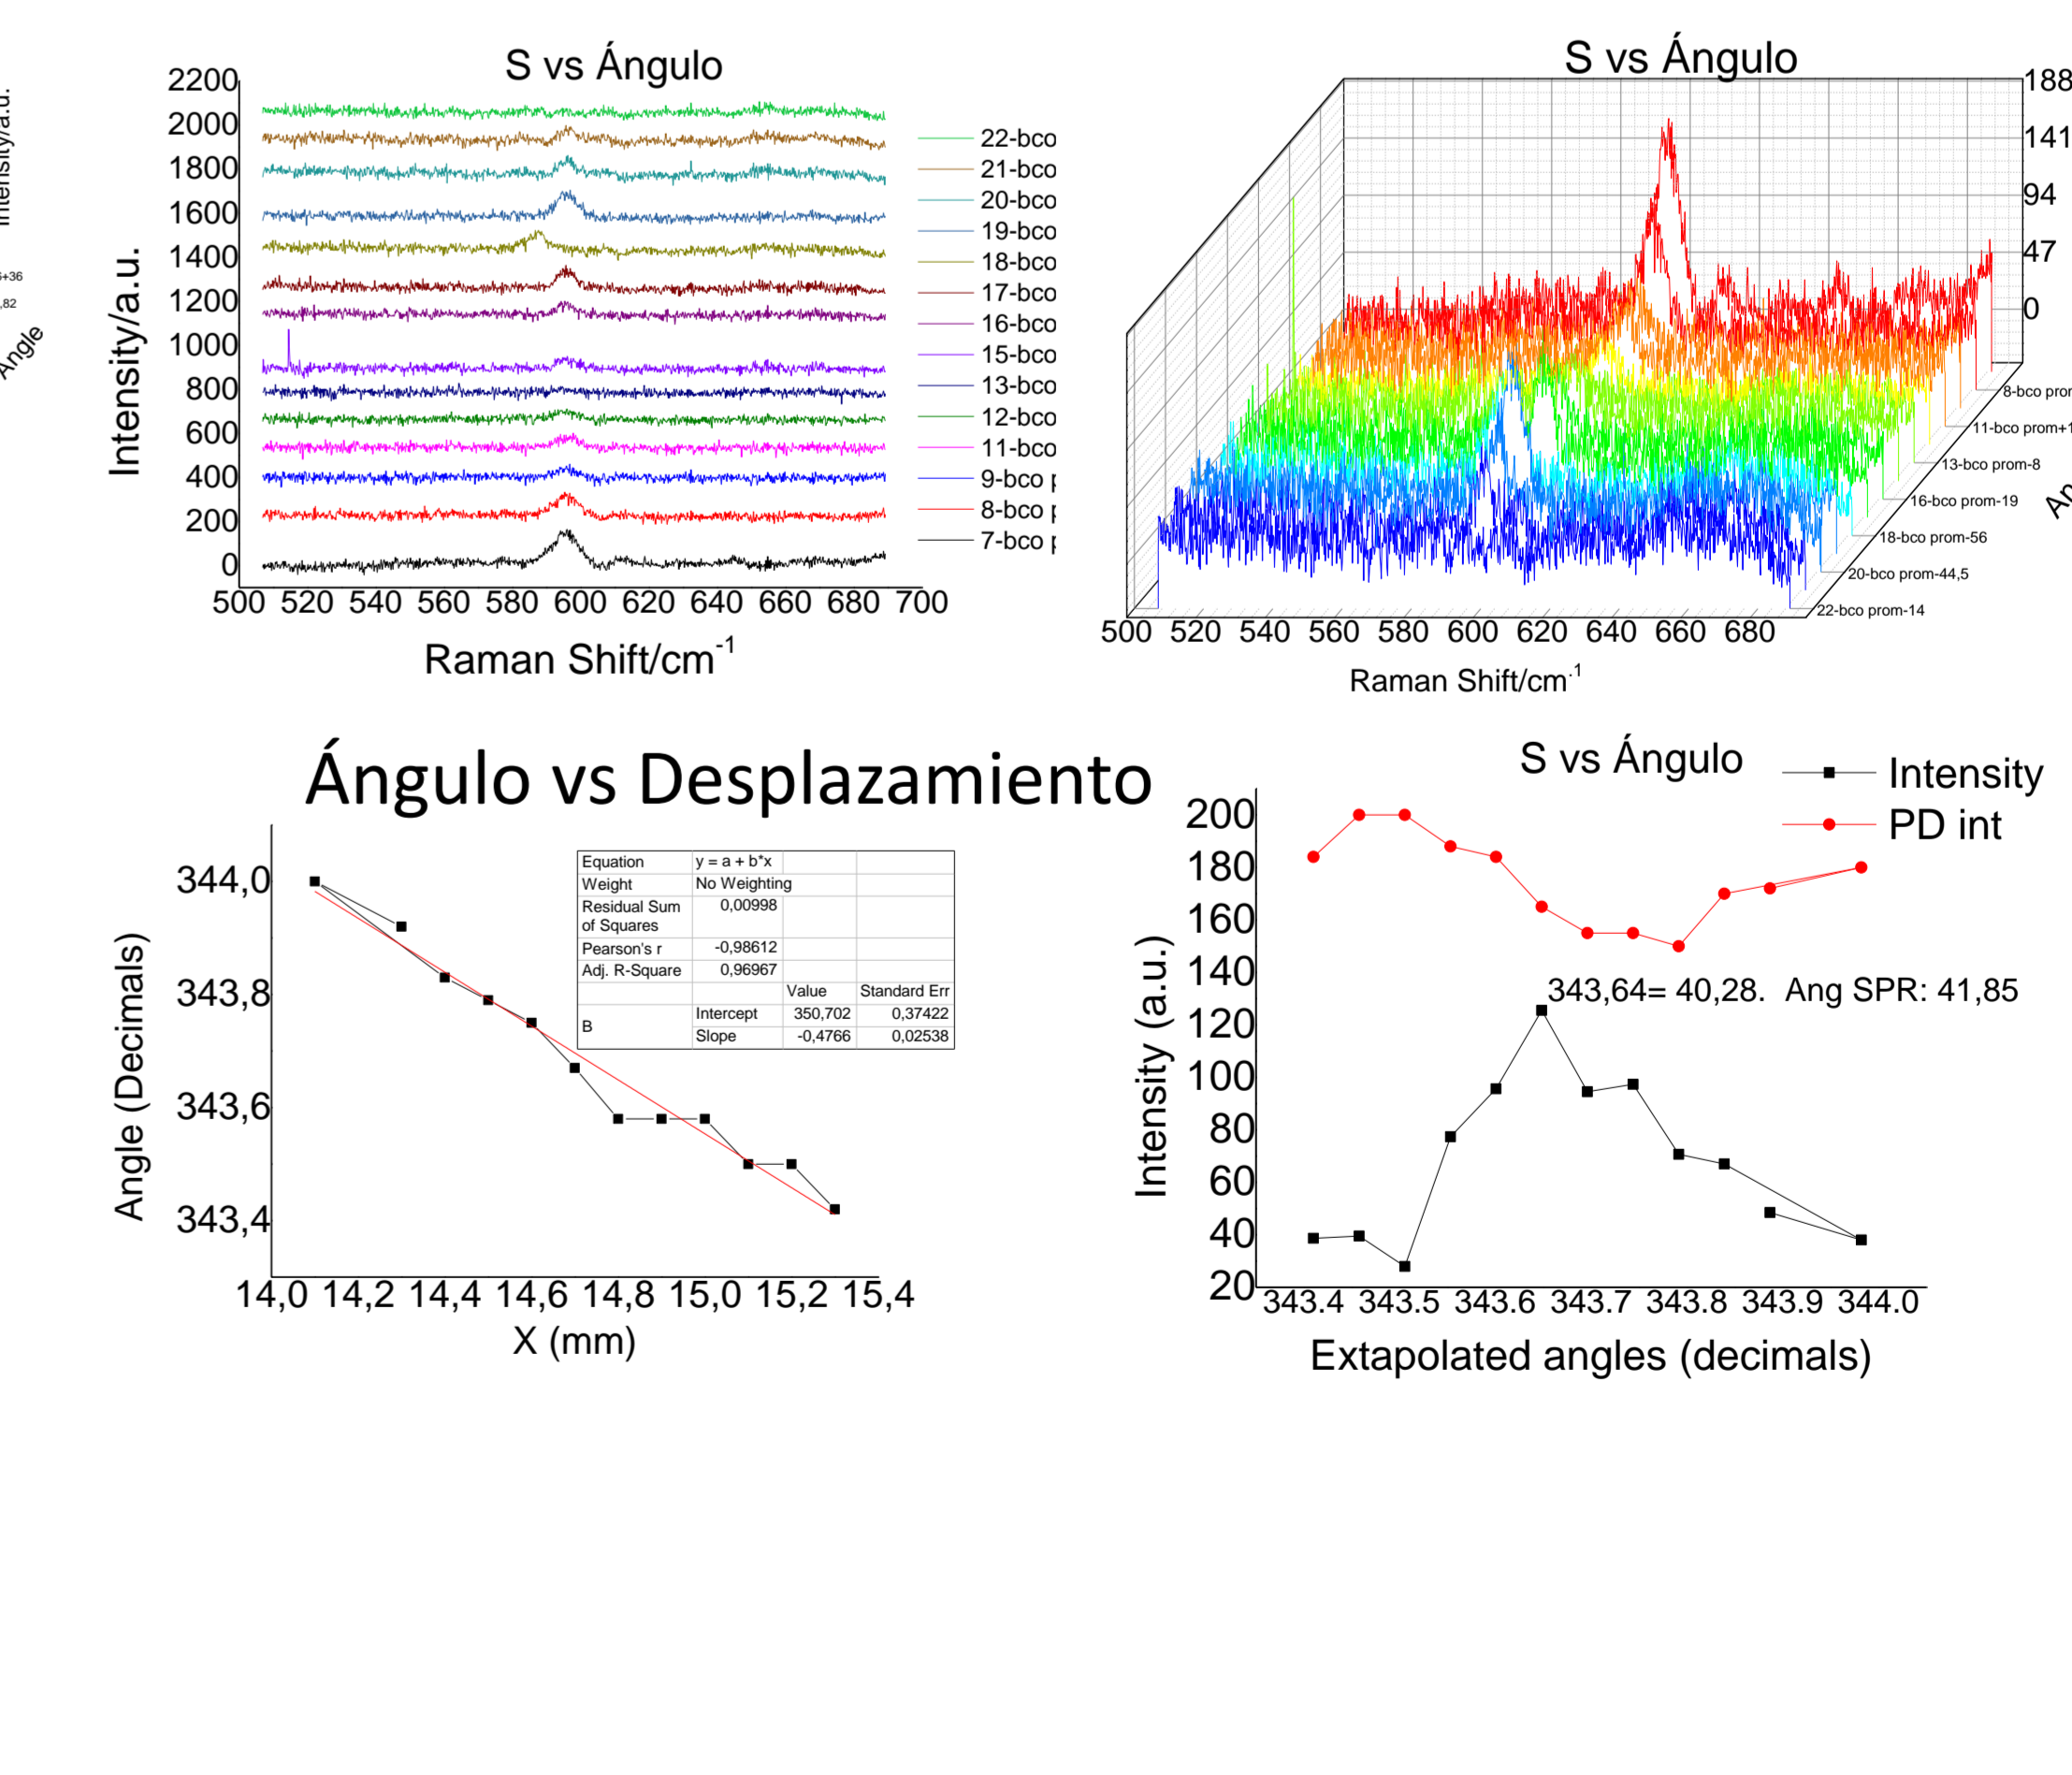 Intensity/a.u.
6+36
,82
Angle
S vs Ángulo
2200
2000
1800
1600
1400
1200
1000
800
600
400
200
0
Intensity/a.u.
500 520 540 560 580 600 620 640 660 680 700
Raman Shift/cm-1
22-bco
21-bco
20-bco
19-bco
18-bco
17-bco
16-bco
15-bco
13-bco
12-bco
11-bco
9-bco p
8-bco p
7-bco p
S vs Ángulo
188
141
94
47
0
8-bco pror
11-bco prom+1
13-bco prom-8
16-bco prom-19
18-bco prom-56
20-bco prom-44,5
22-bco prom-14
An
500 520 540 560 580 600 620 640 660 680
Raman Shift/cm.1
Ángulo vs Desplazamiento
344,0
343,8
343,6
343,4
Angle (Decimals)
14,0 14,2 14,4 14,6 14,8 15,0 15,2 15,4
X (mm)
Equation y = a + b*x
Weight No Weighting
Residual Sum of Squares 0,00998
Pearson's r -0,98612
Adj. R-Square 0,96967
Value Standard Err
B Intercept 350,702 0,37422
Slope -0,4766 0,02538
S vs Ángulo
Intensity
PD int
200
180
160
140
120
100
80
60
40
20
Intensity (a.u.)
343,64= 40,28. Ang SPR: 41,85
343.4 343.5 343.6 343.7 343.8 343.9 344.0
Extapolated angles (decimals)